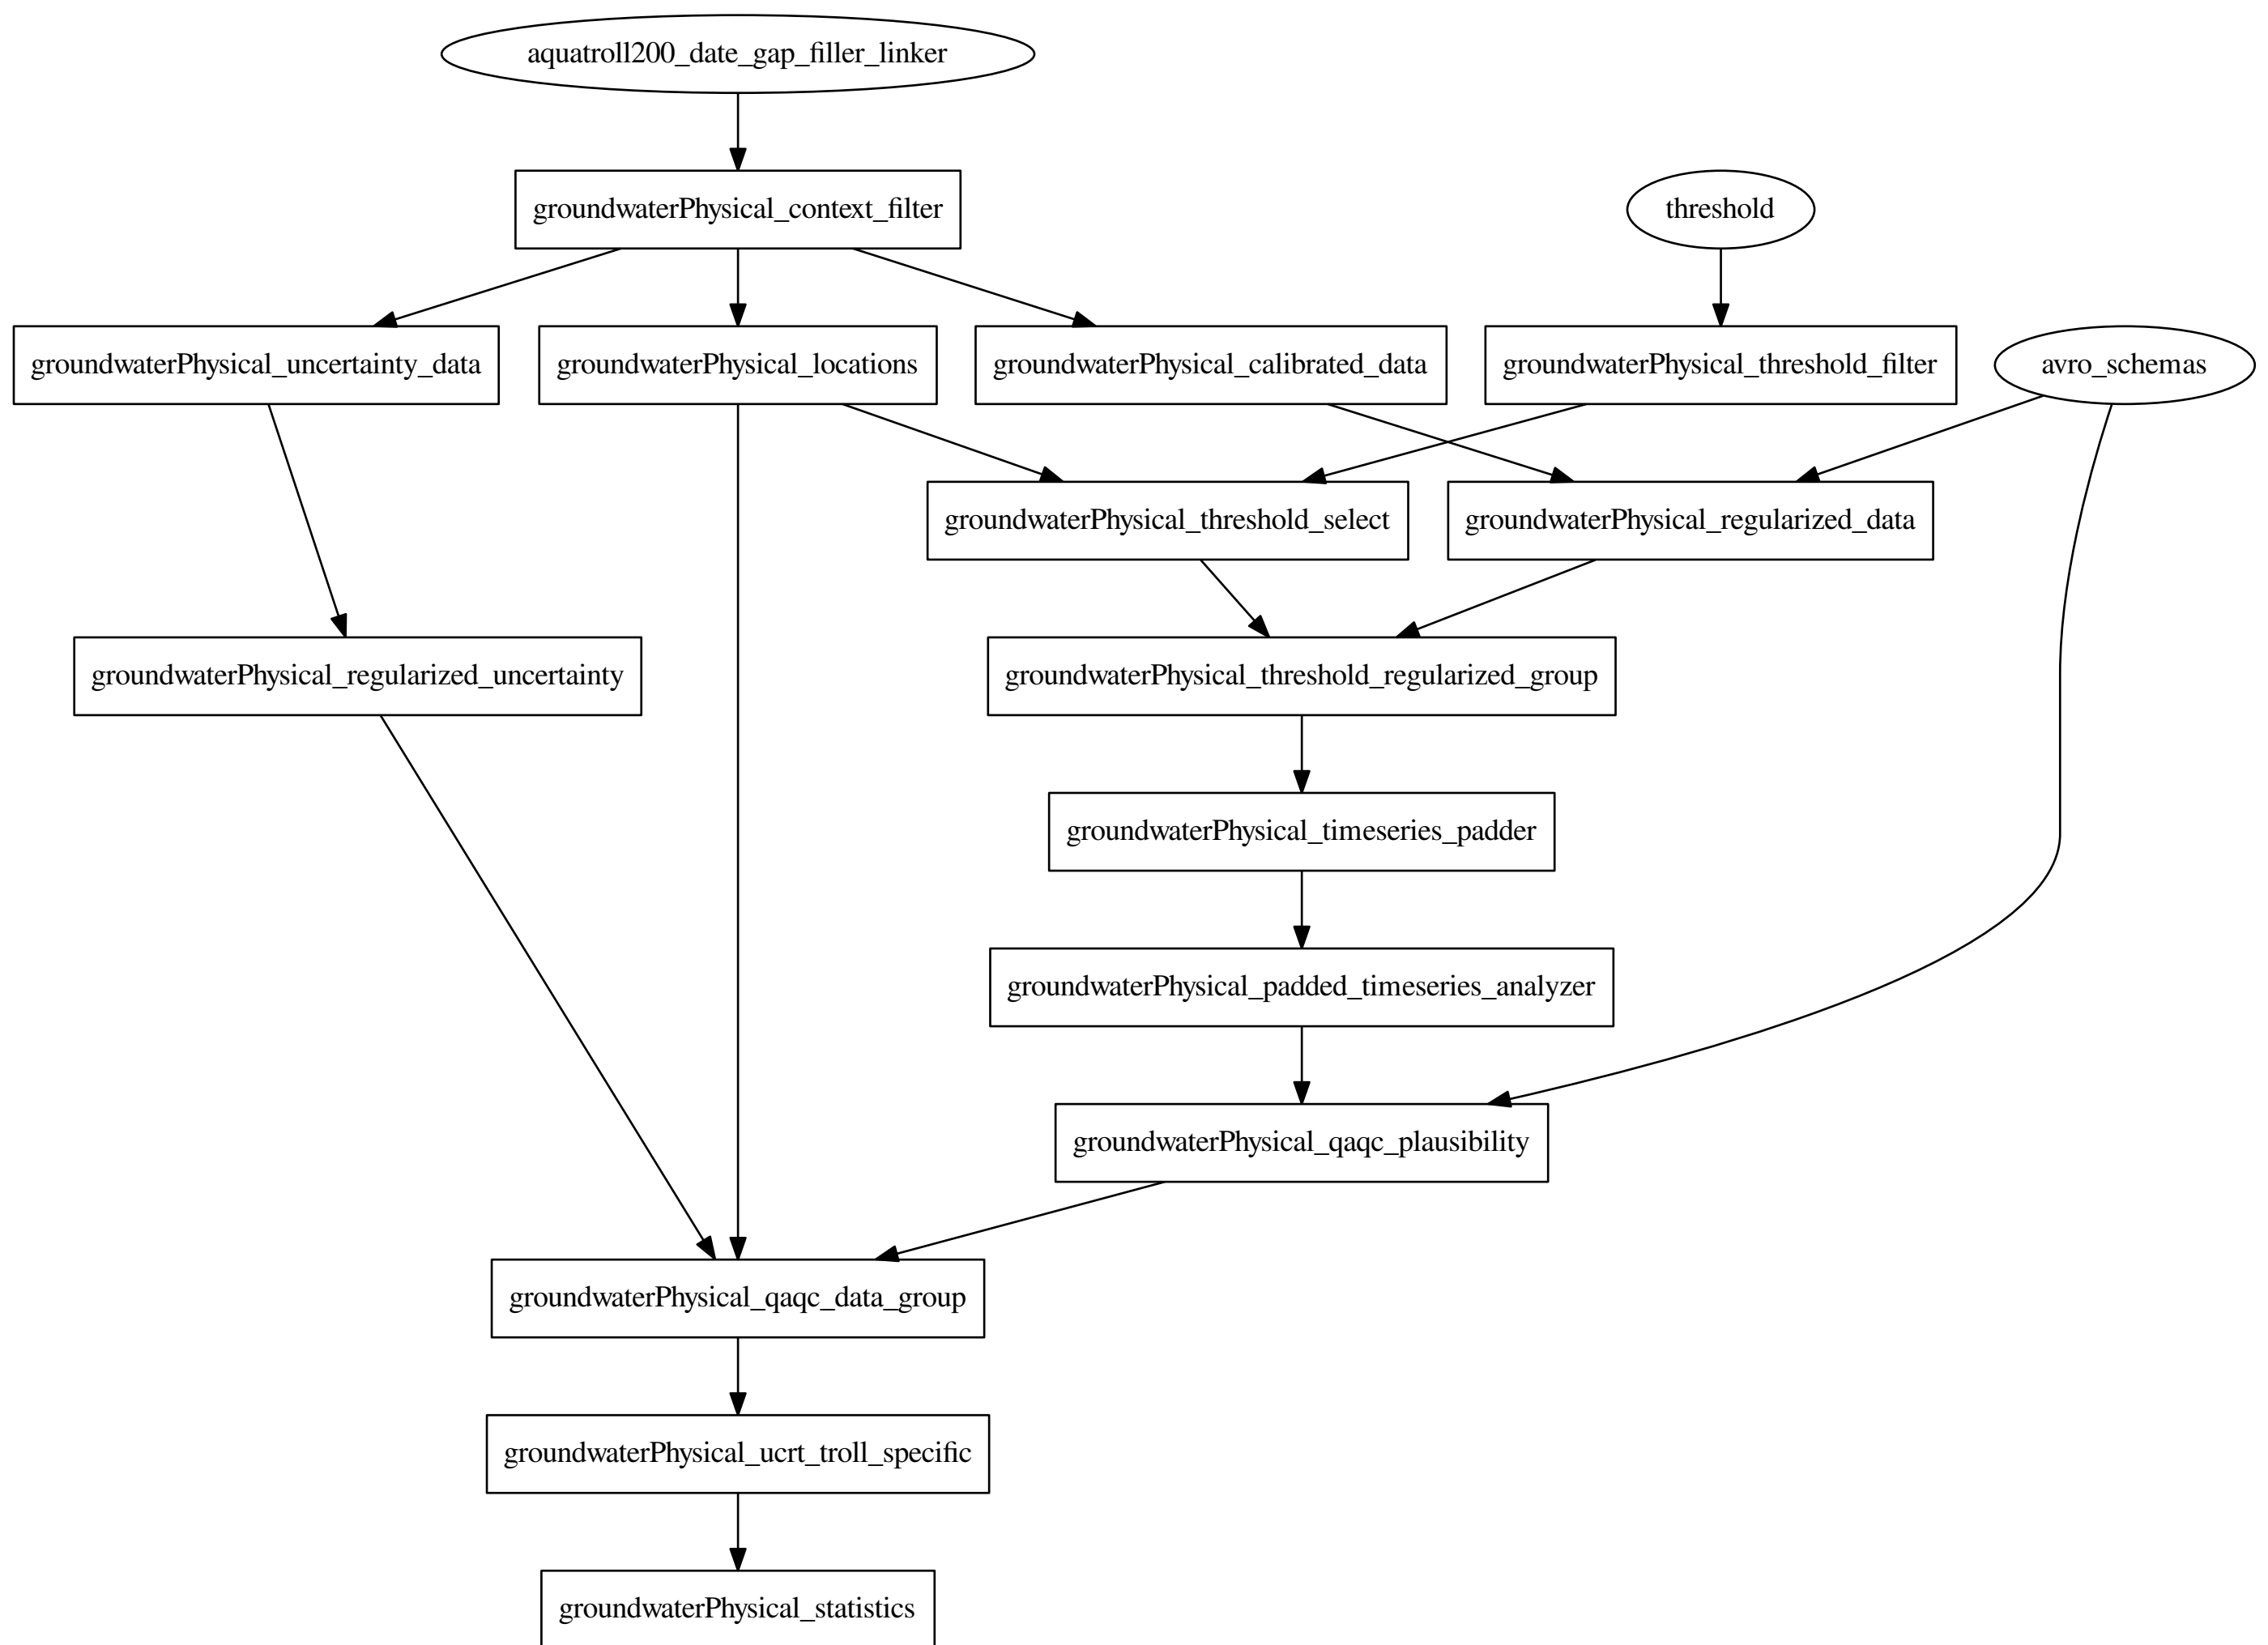 aquatroll200_date_gap_filler_linker
groundwaterPhysical_context_filter
threshold
groundwaterPhysical_uncertainty_data
groundwaterPhysical_locations
groundwaterPhysical_calibrated_data
groundwaterPhysical_threshold_filter
avro_schemas
groundwaterPhysical_threshold_select
groundwaterPhysical_regularized_data
groundwaterPhysical_regularized_uncertainty
groundwaterPhysical_threshold_regularized_group
groundwaterPhysical_timeseries_padder
groundwaterPhysical_padded_timeseries_analyzer
groundwaterPhysical_qaqc_plausibility
groundwaterPhysical_qaqc_data_group
groundwaterPhysical_ucrt_troll_specific
groundwaterPhysical_statistics